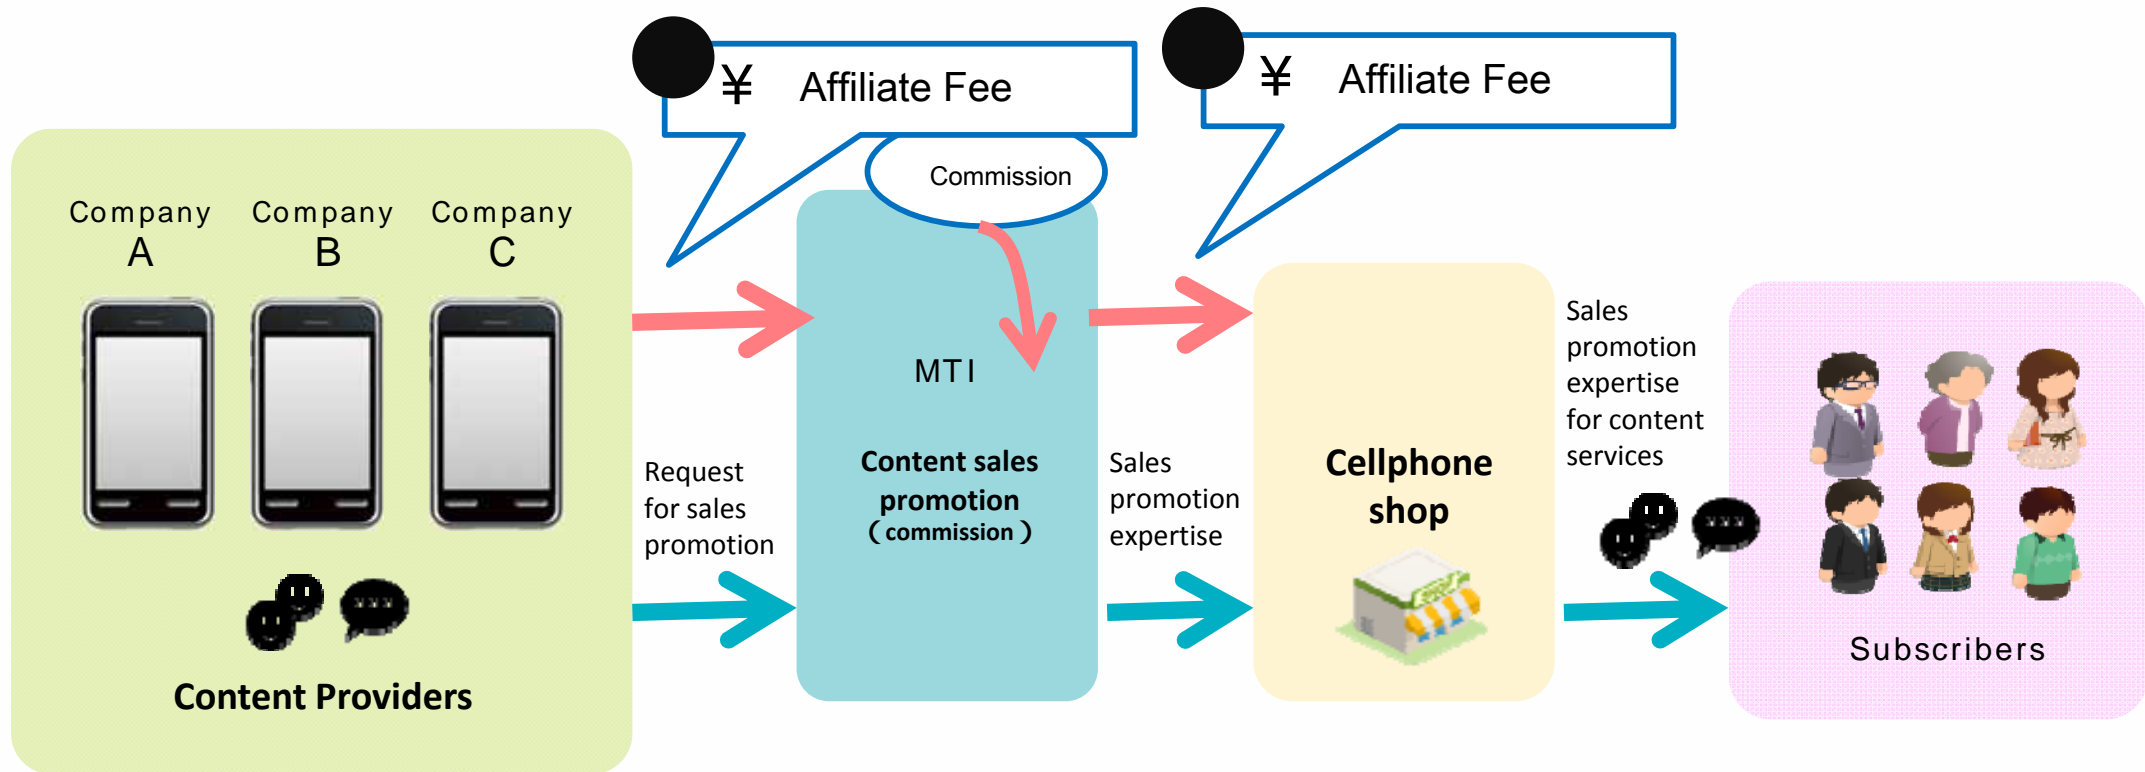 ¥ Affiliate Fee
¥ Affiliate Fee
Commission
Company
A
Company
B
Company
C
Content Providers
Request
for sales
promotion
MTI
Content sales
promotion
(commission)
Sales
promotion
expertise
Cellphone
shop
Sales
promotion
expertise
for content
services
Subscribers